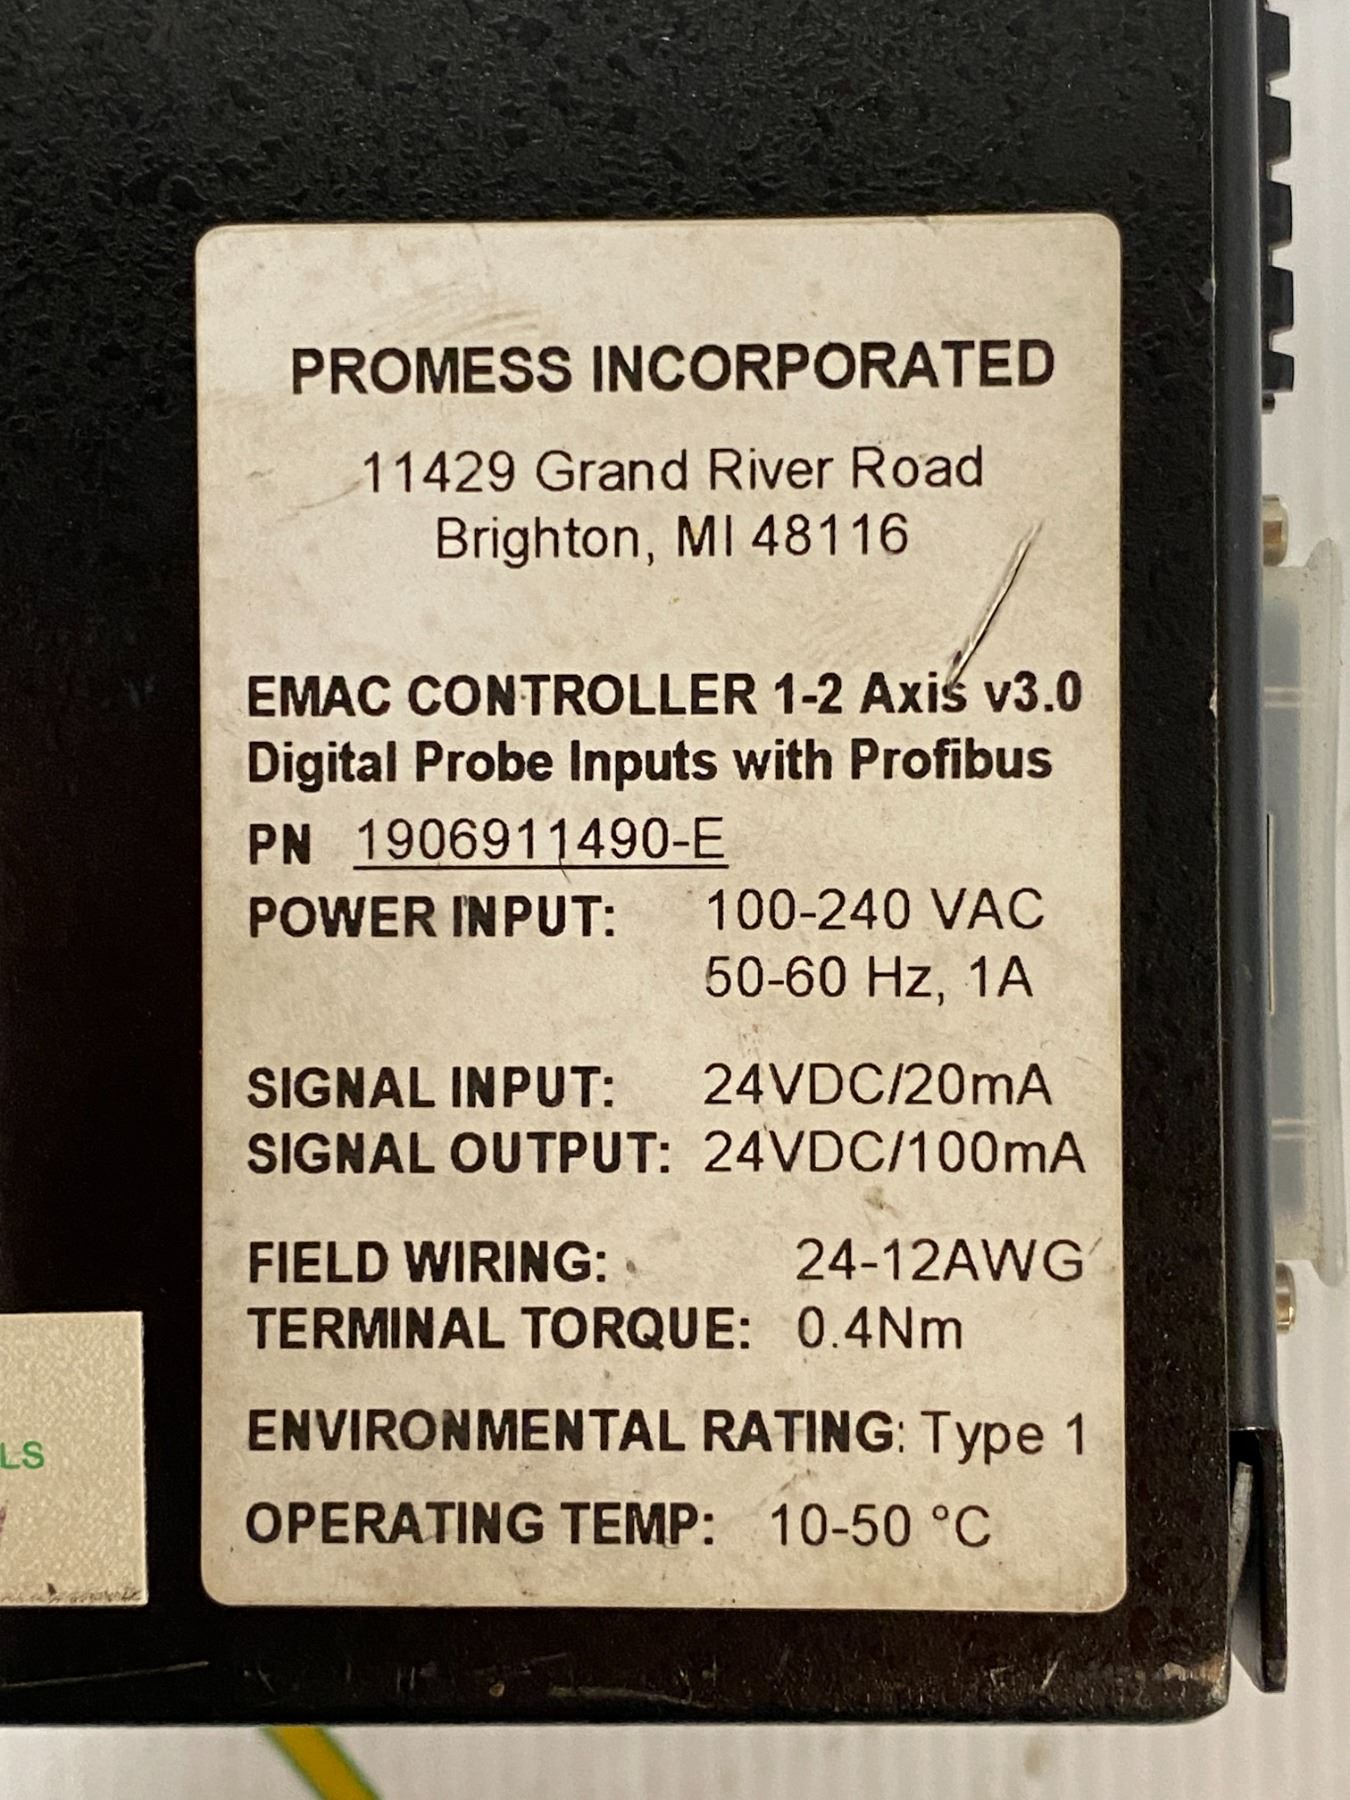 PROMESS INCORPORATED
11429 Grand River Road
Brighton, MI 48116
EMAC CONTROLLER 1-2 Axis v3.0
Digital Probe Inputs with Profibus
PN 1906911490-E
POWER INPUT: 100-240 VAC
50-60 Hz, 1A
SIGNAL INPUT: 24VDC/20mA
SIGNAL OUTPUT: 24VDC/100mA
FIELD WIRING: 24-12AWG
TERMINAL TORQUE: 0.4Nm
ENVIRONMENTAL RATING: Type 1
OPERATING TEMP: 10-50 °C
LS